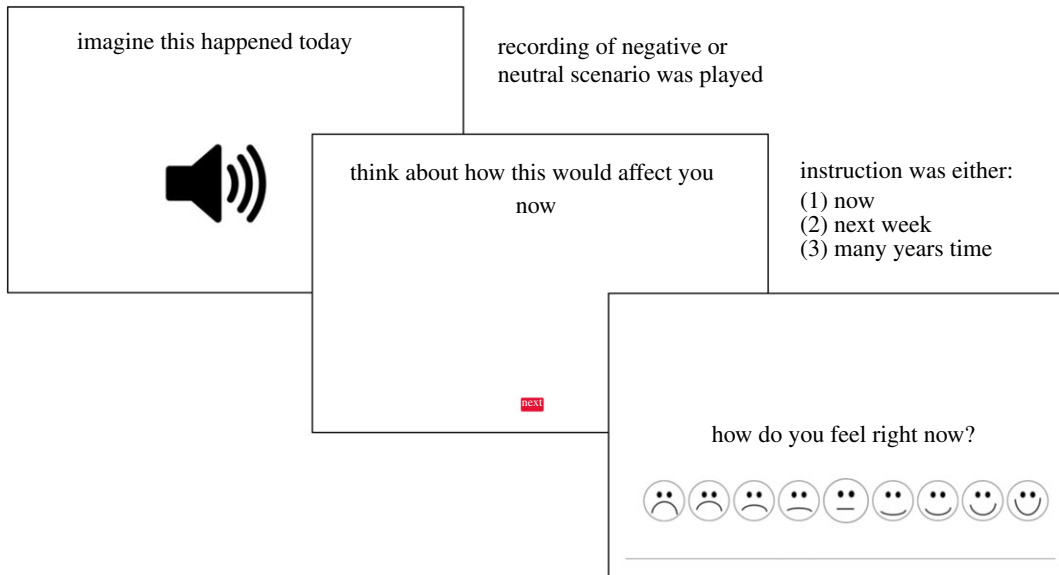 imagine this happened today
recording of negative or
neutral scenario was played
think about how this would affect you
now
next
instruction was either:
(1) now
(2) next week
(3) many years time
how do you feel right now?